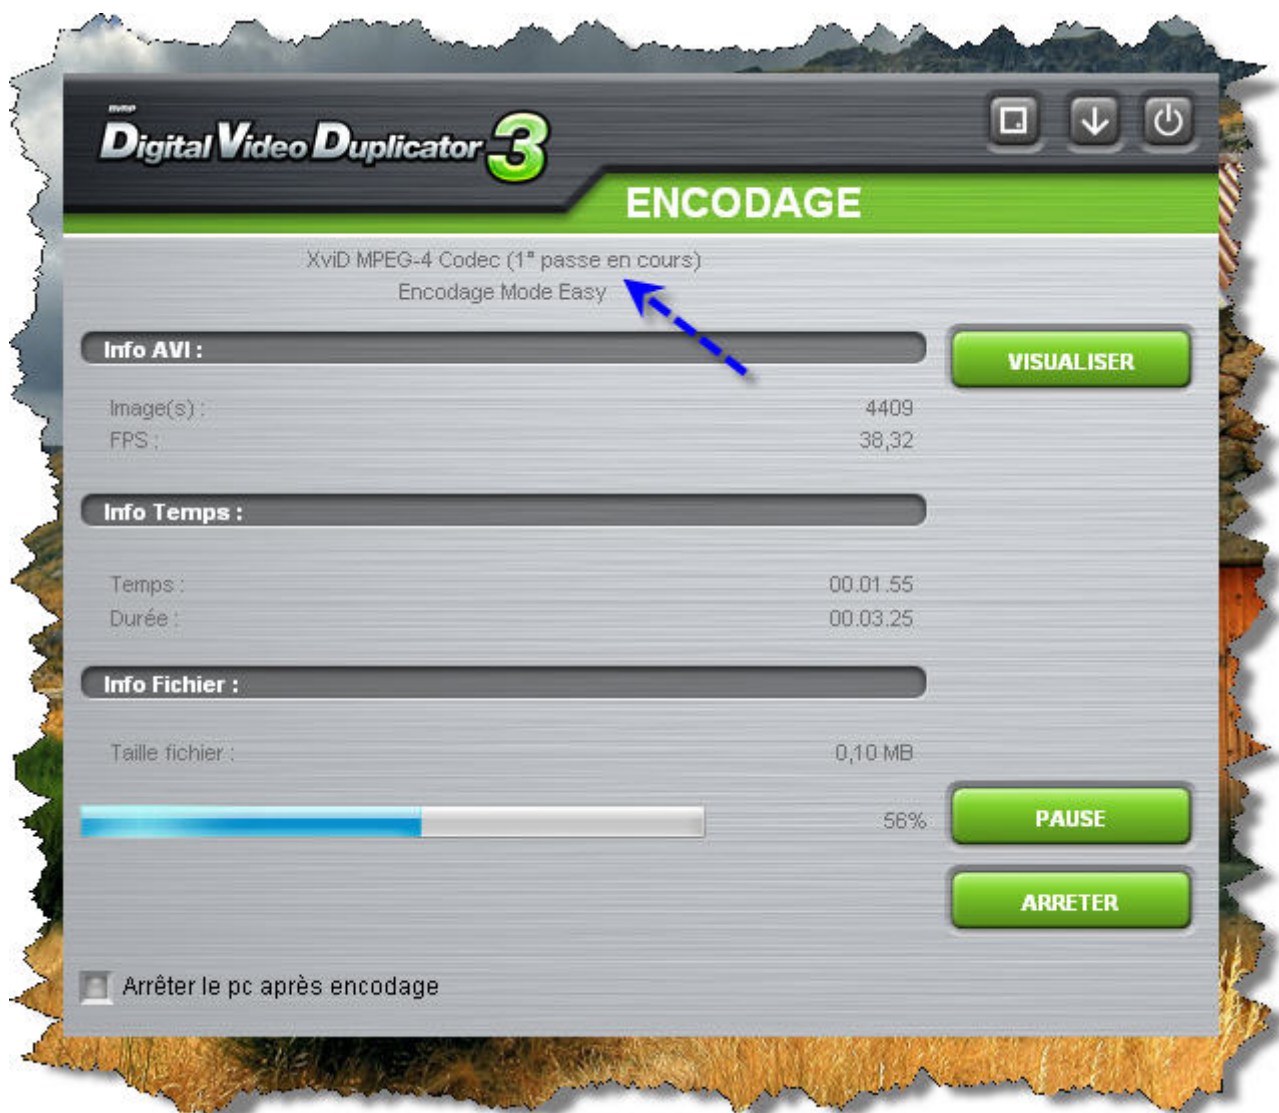 Digital Video Duplicator 3
ENCODAGE
XviD MPEG-4 Codec (1° passe en cours)
Encodage Mode Easy
Info AVI :
VISUALISER
Image(s) : 4409
FPS : 38,32
Info Temps :
Temps : 00.01.55
Durée : 00.03.25
Info Fichier :
Taille fichier : 0,10 MB
56%
PAUSE
ARRETER
Arrêter le pc après encodage